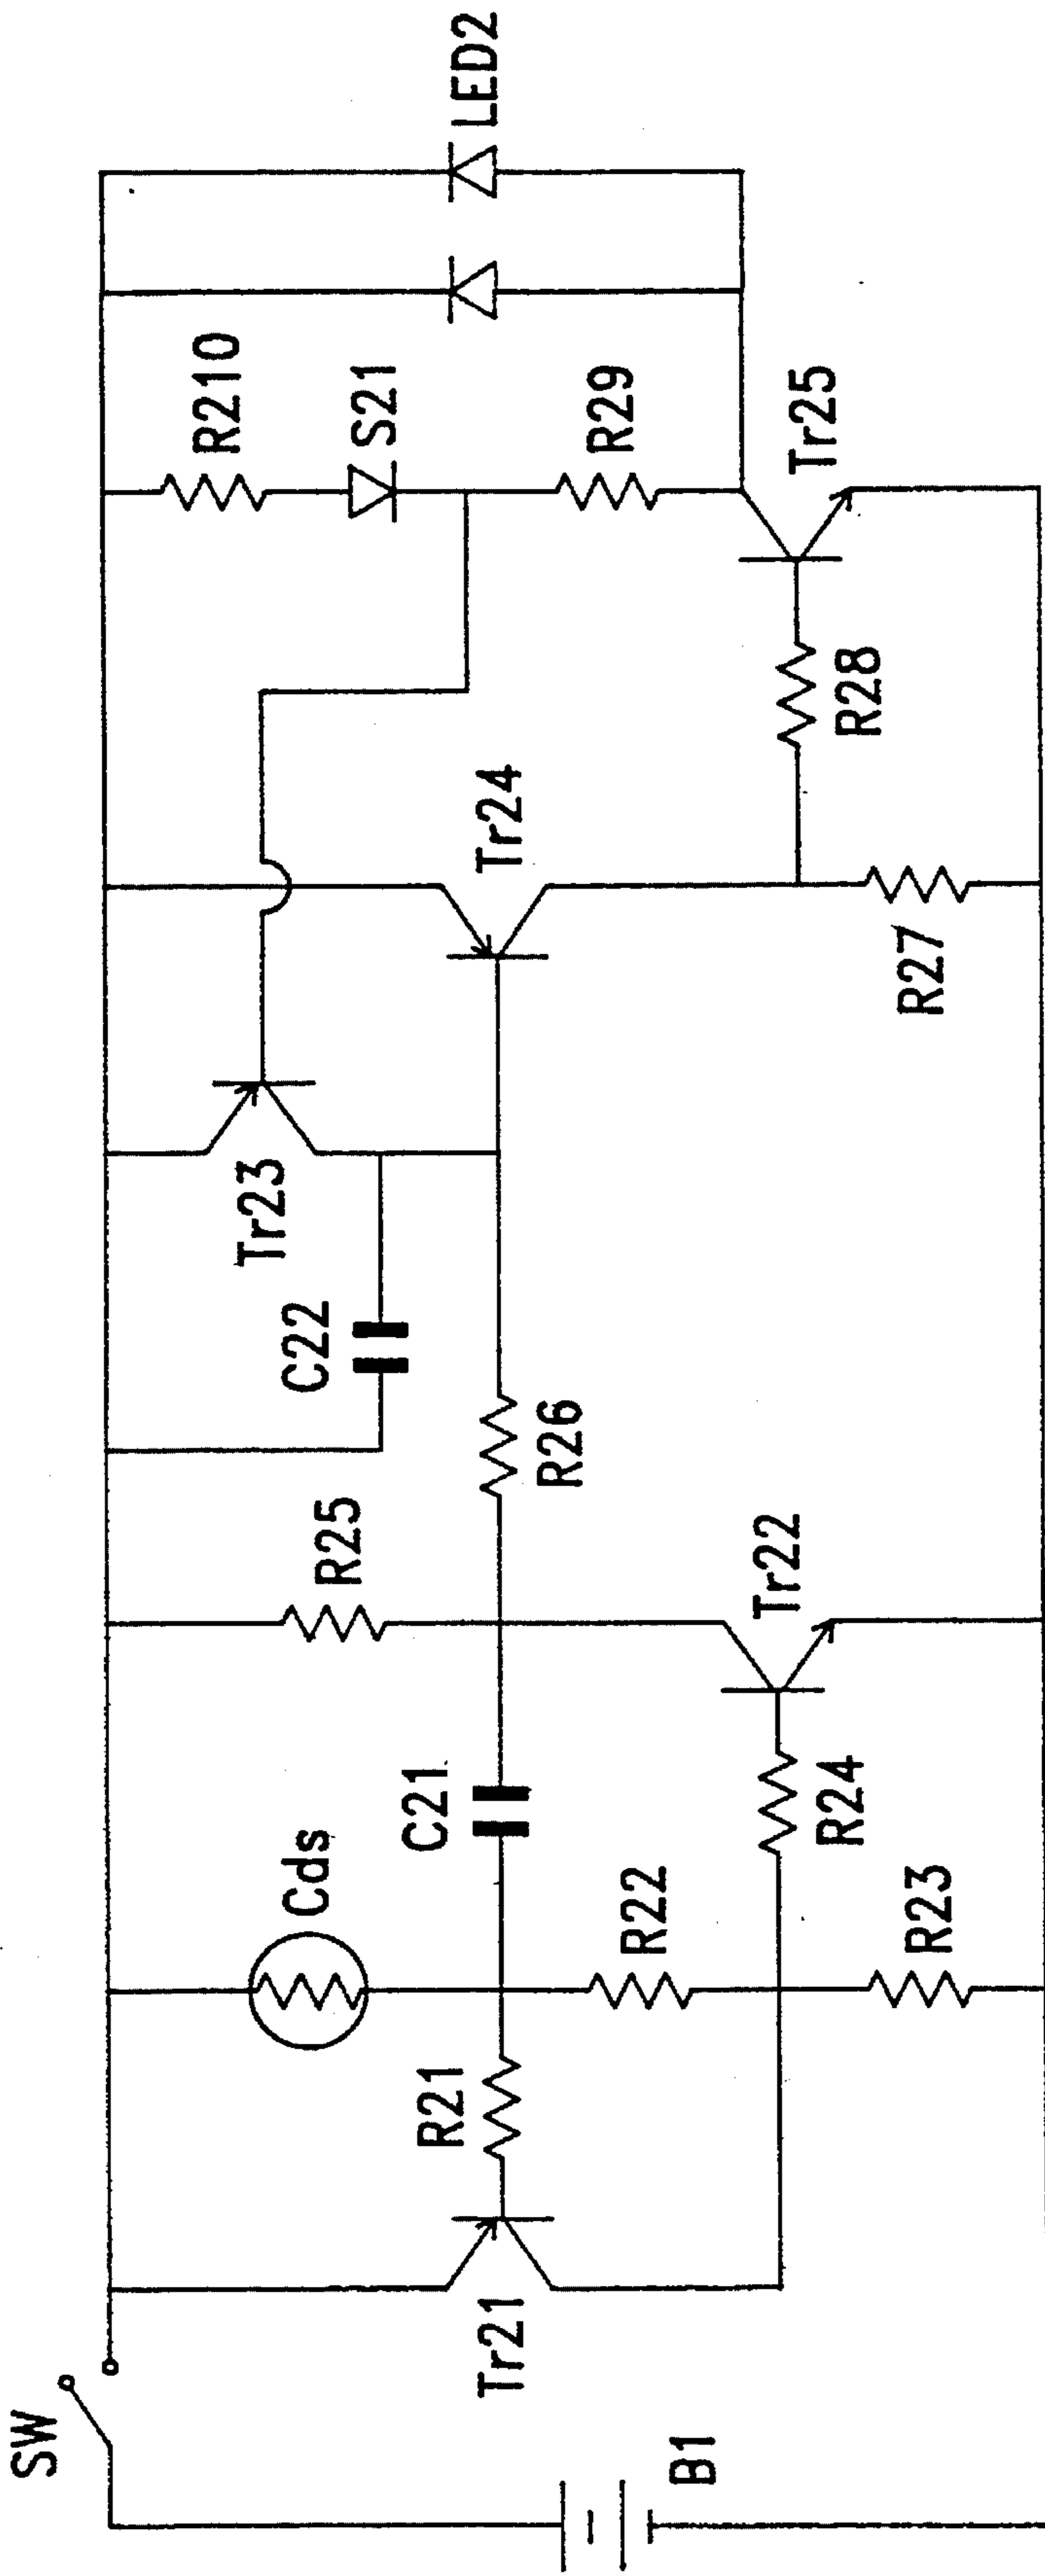 SW
B1
Tr21
R21
Cds
C21
R22
R23
R24
Tr22
R25
R26
C22
Tr23
Tr24
R27
R28
Tr25
R29
S21
R210
LED2